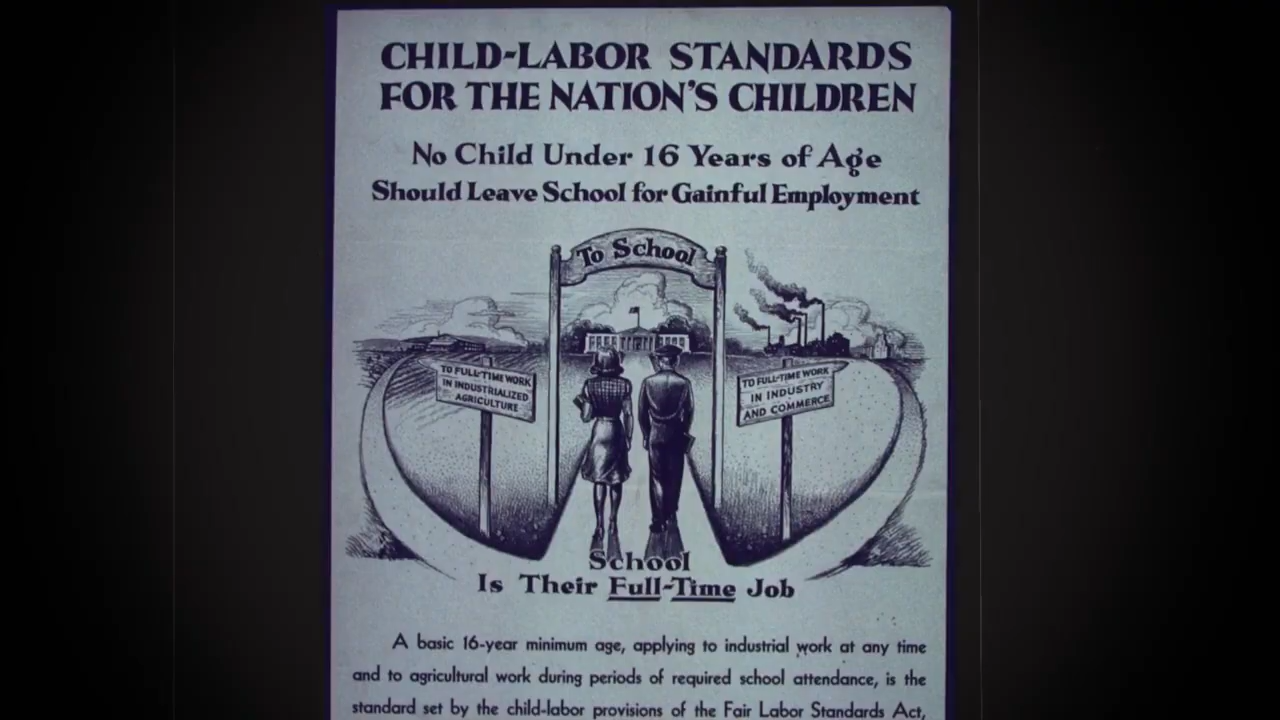 CHILD-LABOR STANDARDS
FOR THE NATION'S CHILDREN
No Child Under 16 Years of Age
Should Leave School for Gainful Employment
To School
TO FULL-TIME WORK
IN INDUSTRIALIZED
AGRICULTURE
TO FULL-TIME WORK
IN INDUSTRY
AND COMMERCE
School
Is Their Full-Time Job
A basic 16-year minimum age, applying to industrial work at any time
and to agricultural work during periods of required school attendance, is the
standard set by the child-labor provisions of the Fair Labor Standards Act,